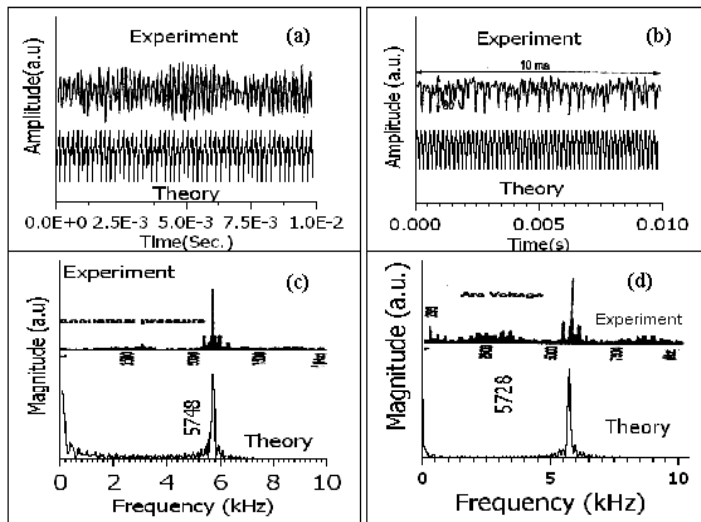 Experiment (a)
Amplitude(a.u)
Theory
0.0E+0 2.5E-3 5.0E-3 7.5E-3 1.0E-2
Time(Sec.)
Experiment (b)
10 ms
Amplitude(a.u.)
Theory
0.000 0.005 0.010
Time(s)
Experiment (c)
Magnitude (a.u)
pressure
5748
Theory
0 2 4 6 8 10
Frequency (kHz)
(d)
Arc Voltage
Experiment
Magnitude (a.u.)
5728
Theory
0 5 10
Frequency (kHz)